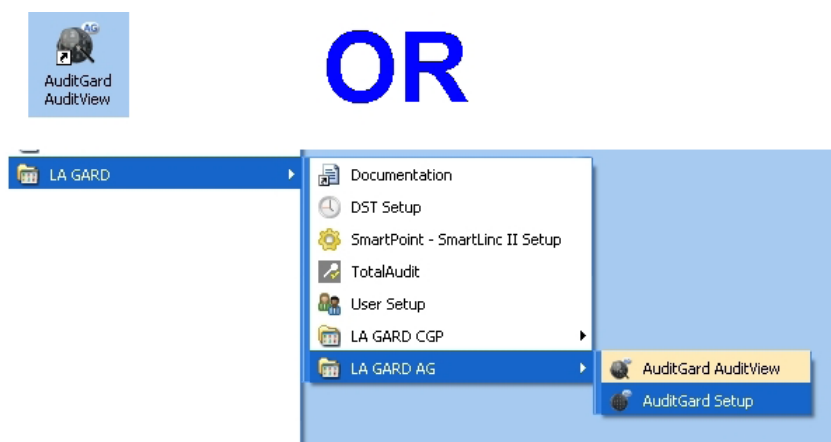 AG
AuditGard
AuditView
OR
LA GARD
Documentation
DST Setup
SmartPoint - SmartLinc II Setup
TotalAudit
User Setup
LA GARD CGP
LA GARD AG
AuditGard AuditView
AuditGard Setup